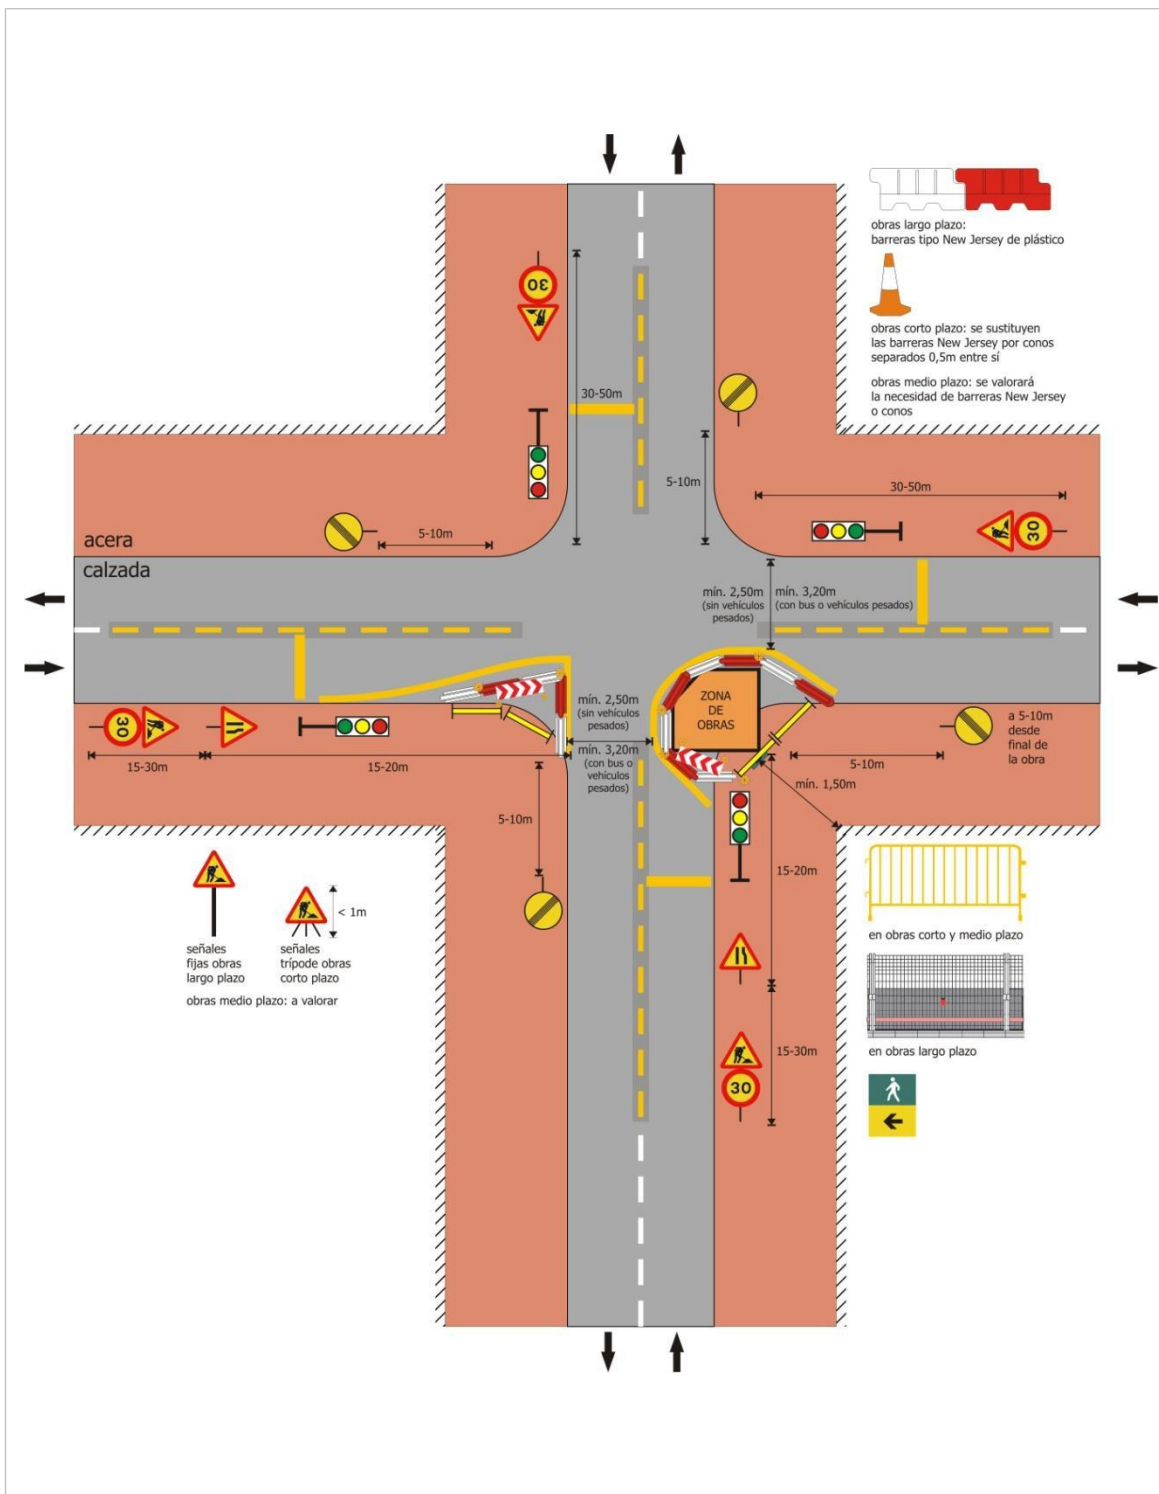 obras largo plazo:
barreras tipo New Jersey de plástico
30
30-50m
obras corto plazo: se sustituyen
las barreras New Jersey por conos
separados 0,5m entre sí
obras medio plazo: se valorará
la necesidad de barreras New Jersey
o conos
5-10m
30-50m
30
5-10m
acera
calzada
mín. 2,50m
(sin vehículos
pesados)
mín. 3,20m
(con bus o vehículos pesados)
ZONA
DE
OBRAS
mín. 2,50m
(sin vehículos
pesados)
mín. 3,20m
(con bus o
vehículos
pesados)
30
15-30m
15-20m
a 5-10m
desde
final de
la obra
5-10m
mín. 1,50m
5-10m
15-20m
< 1m
señales
fijas obras
largo plazo
señales
trípode obras
corto plazo
obras medio plazo: a valorar
en obras corto y medio plazo
15-30m
30
en obras largo plazo